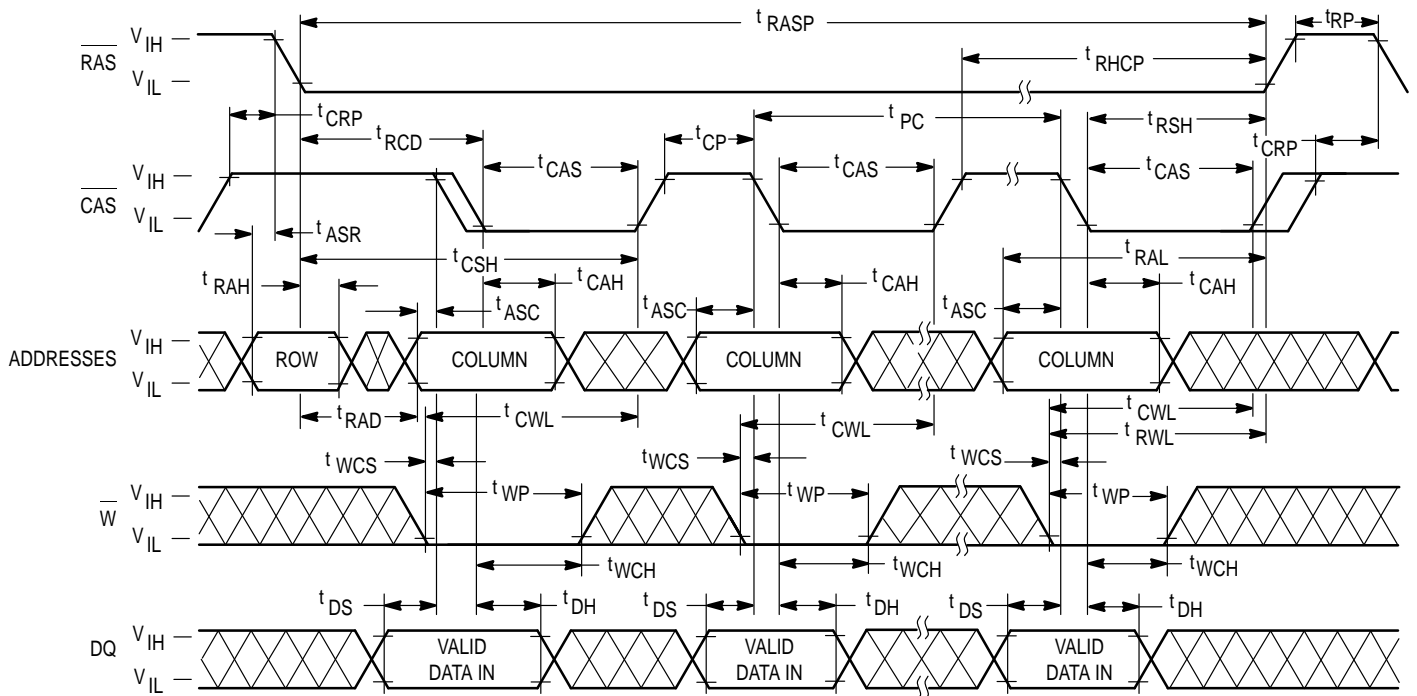 t RASP
t RP
V IH
RAS
V IL
t RHCP
t CRP
t RCD
t CP
t PC
t RSH
t CRP
t CAS
t CAS
t CAS
V IH
CAS
V IL
t ASR
t CSH
t RAL
t RAH
t CAH
t CAH
t CAH
t ASC
t ASC
t ASC
V IH
ADDRESSES
ROW
COLUMN
COLUMN
COLUMN
V IL
t RAD
t CWL
t CWL
t CWL
t RWL
t WCS
t WCS
t WCS
t WP
t WP
t WP
V IH
W
V IL
t WCH
t WCH
t WCH
t DS
t DH
t DS
t DH
t DS
t DH
V IH
DQ
VALID
DATA IN
VALID
DATA IN
VALID
DATA IN
V IL